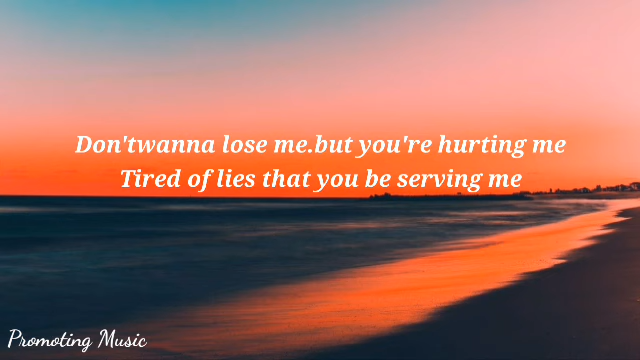 Don'twanna lose me.but you're hurting me
Tired of lies that you be serving me
Promoting Music